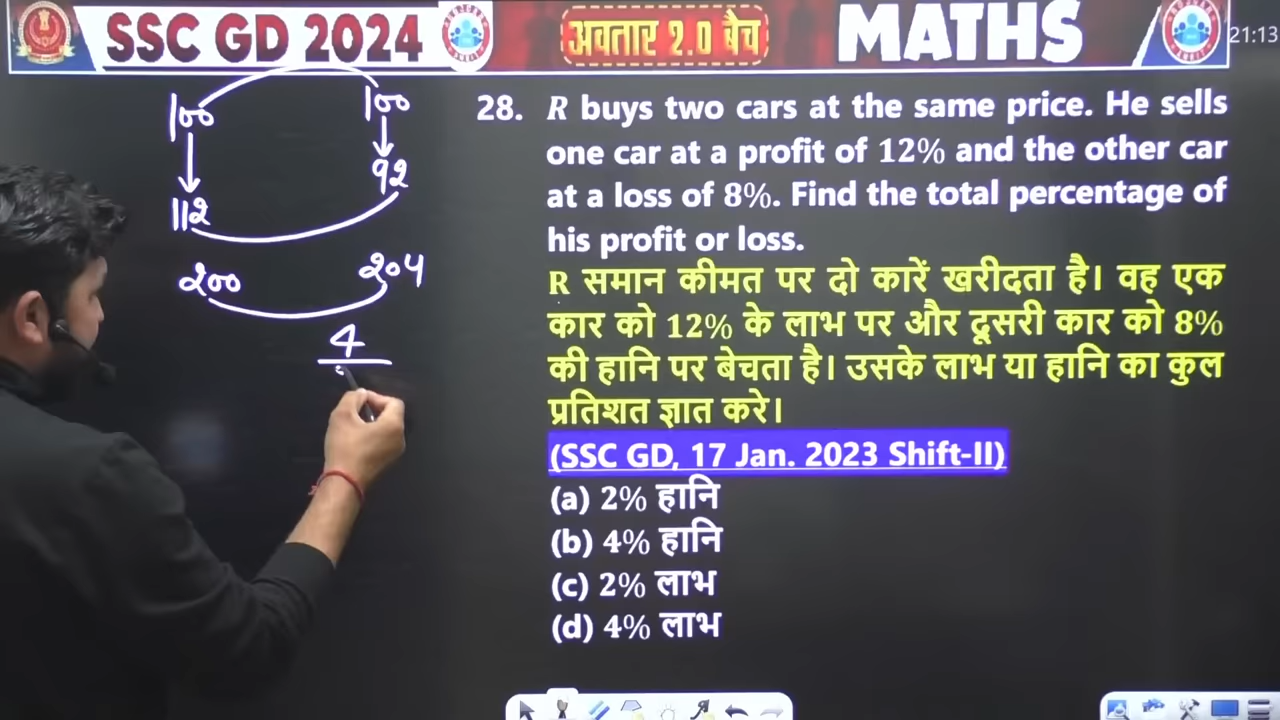 SSC GD 2024
अवतार 2.0 बैच
MATHS
21:13
100 100
112 92
200 204
4
28. R buys two cars at the same price. He sells
one car at a profit of 12% and the other car
at a loss of 8%. Find the total percentage of
his profit or loss.
R समान कीमत पर दो कारें खरीदता है। वह एक
कार को 12% के लाभ पर और दूसरी कार को 8%
की हानि पर बेचता है। उसके लाभ या हानि का कुल
प्रतिशत ज्ञात करे।
(SSC GD, 17 Jan. 2023 Shift-II)
(a) 2% हानि
(b) 4% हानि
(c) 2% लाभ
(d) 4% लाभ